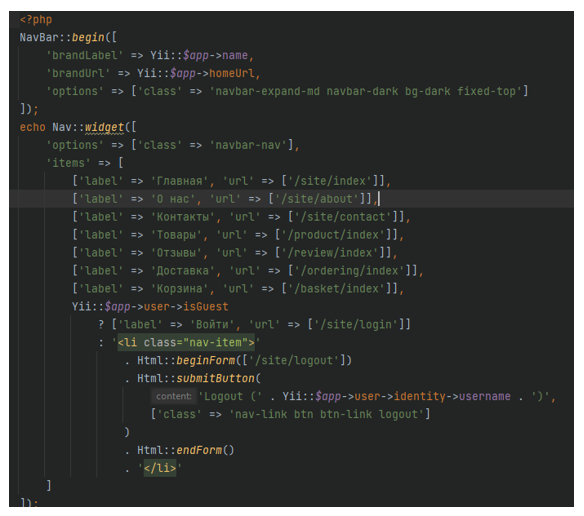 <?php
NavBar::begin([
    'brandLabel' => Yii::$app->name,
    'brandUrl' => Yii::$app->homeUrl,
    'options' => ['class' => 'navbar-expand-md navbar-dark bg-dark fixed-top']
]);
echo Nav::widget([
    'options' => ['class' => 'navbar-nav'],
    'items' => [
        ['label' => 'Главная', 'url' => ['/site/index']],
        ['label' => 'О нас', 'url' => ['/site/about']],
        ['label' => 'Контакты', 'url' => ['/site/contact']],
        ['label' => 'Товары', 'url' => ['/product/index']],
        ['label' => 'Отзывы', 'url' => ['/review/index']],
        ['label' => 'Доставка', 'url' => ['/ordering/index']],
        ['label' => 'Корзина', 'url' => ['/basket/index']],
        Yii::$app->user->isGuest
            ? ['label' => 'Войти', 'url' => ['/site/login']]
            : '<li class="nav-item">'
                . Html::beginForm(['/site/logout'])
                . Html::submitButton(
                    content: 'Logout (' . Yii::$app->user->identity->username . ')',
                    ['class' => 'nav-link btn btn-link logout']
                )
                . Html::endForm()
                . '</li>'
    ]
]);